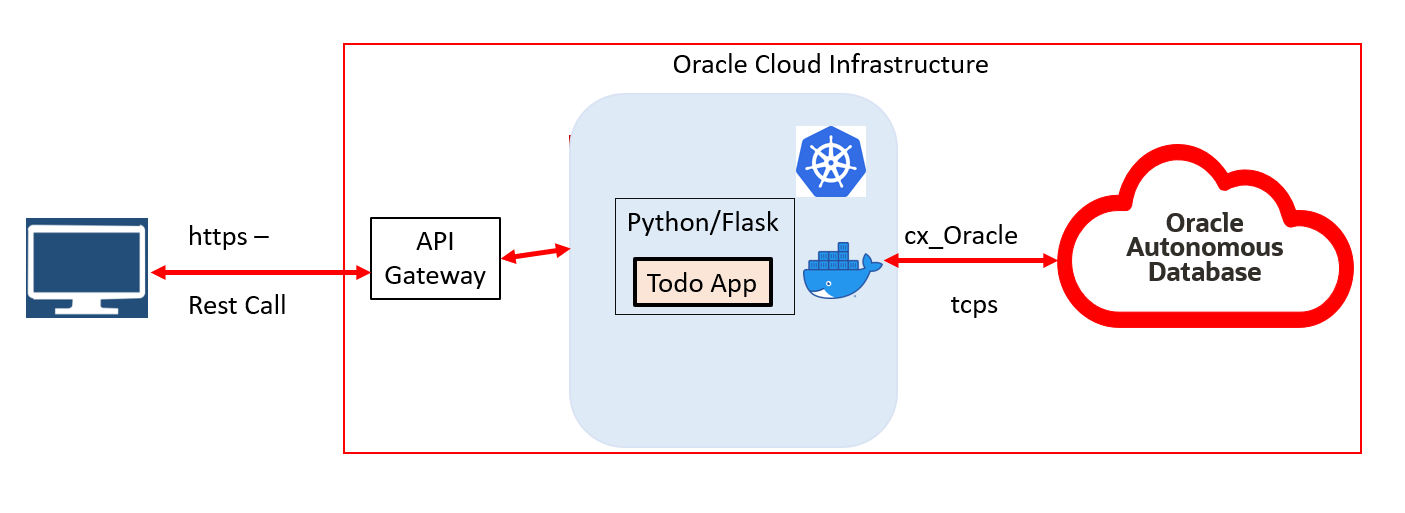 Oracle Cloud Infrastructure
https –
Rest Call
API
Gateway
Python/Flask
Todo App
cx_Oracle
tcps
Oracle
Autonomous
Database